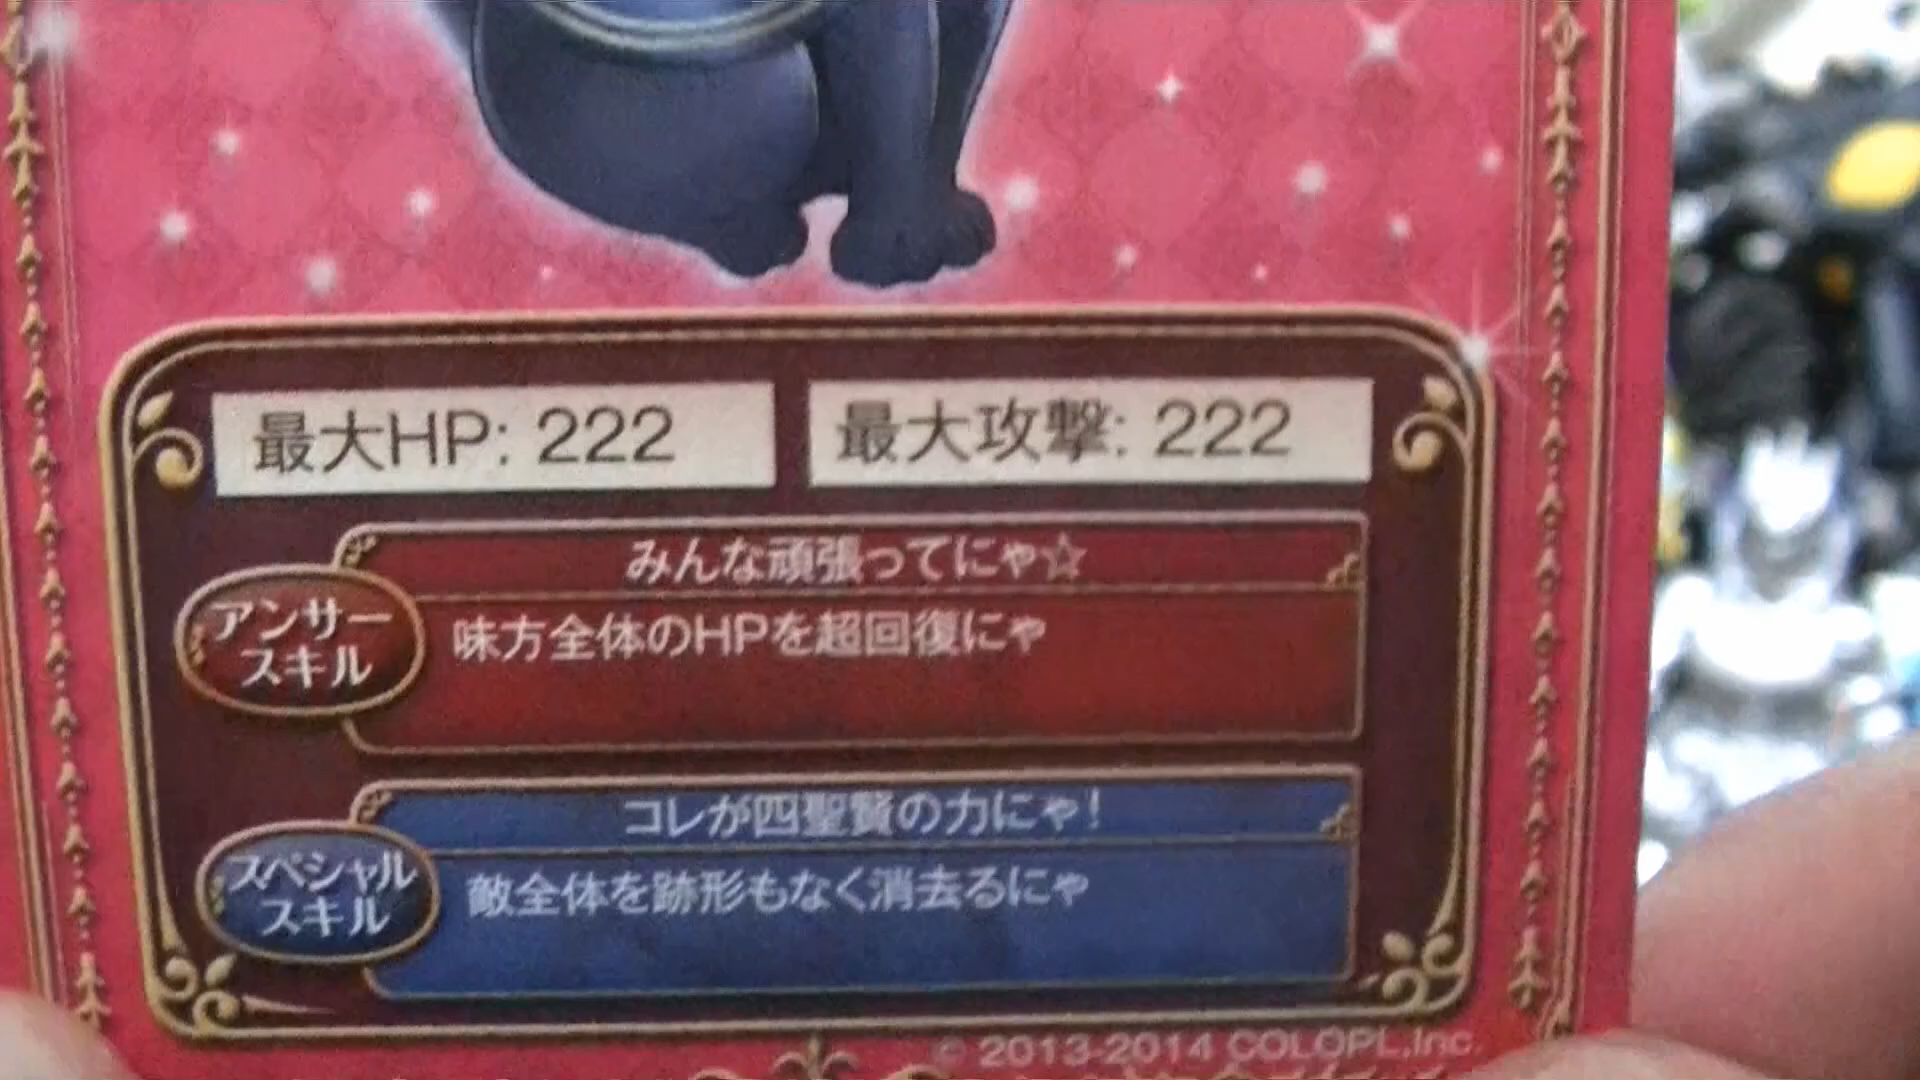 最大HP: 222
最大攻撃: 222
みんな頑張ってにゃ☆
アンサー
スキル
味方全体のHPを超回復にゃ
コレが四聖賢の力にゃ!
スペシャル
スキル
敵全体を跡形もなく消去るにゃ
© 2013-2014 COLOPL,Inc.